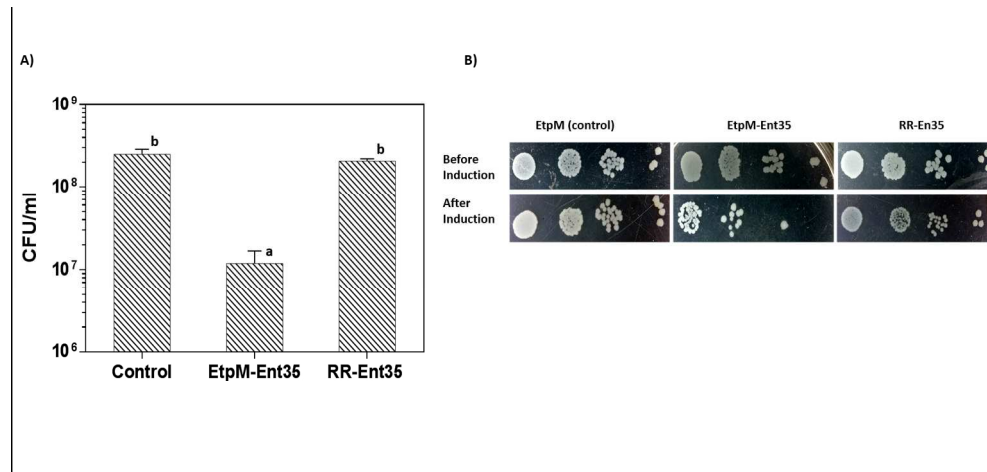 A)
10⁹
10⁸
10⁷
10⁶
CFU/ml
b
a
b
Control EtpM-Ent35 RR-Ent35
B)
EtpM (control) EtpM-Ent35 RR-En35
Before
Induction
After
Induction